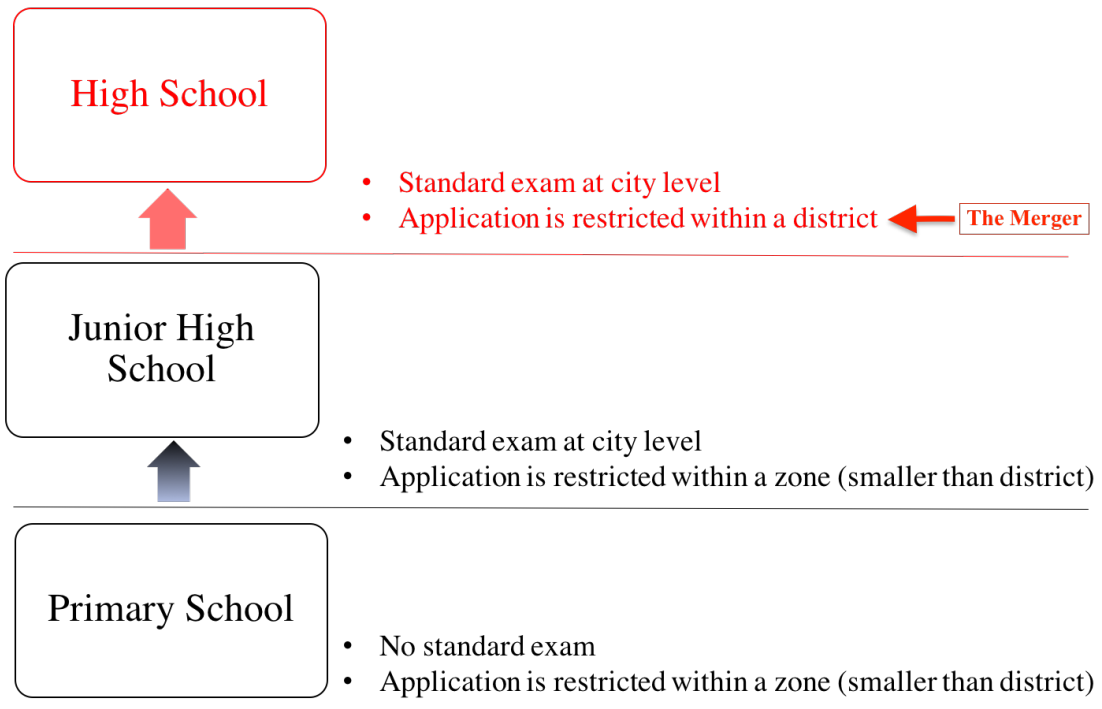 High School
• Standard exam at city level
• Application is restricted within a district
The Merger
Junior High
School
• Standard exam at city level
• Application is restricted within a zone (smaller than district)
Primary School
• No standard exam
• Application is restricted within a zone (smaller than district)